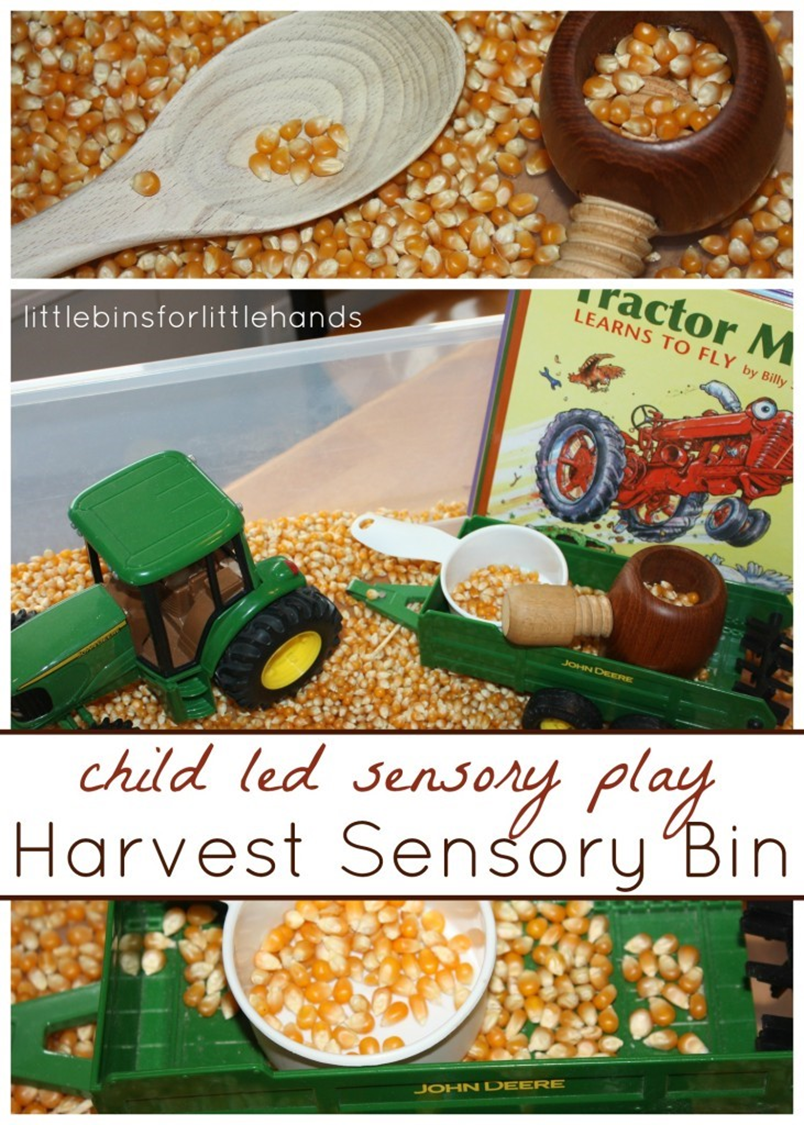 littlebinsforlittlehands
Tractor M
LEARNS TO FLY by Billy
JOHN DEERE
child led sensory play
Harvest Sensory Bin
JOHN DEERE